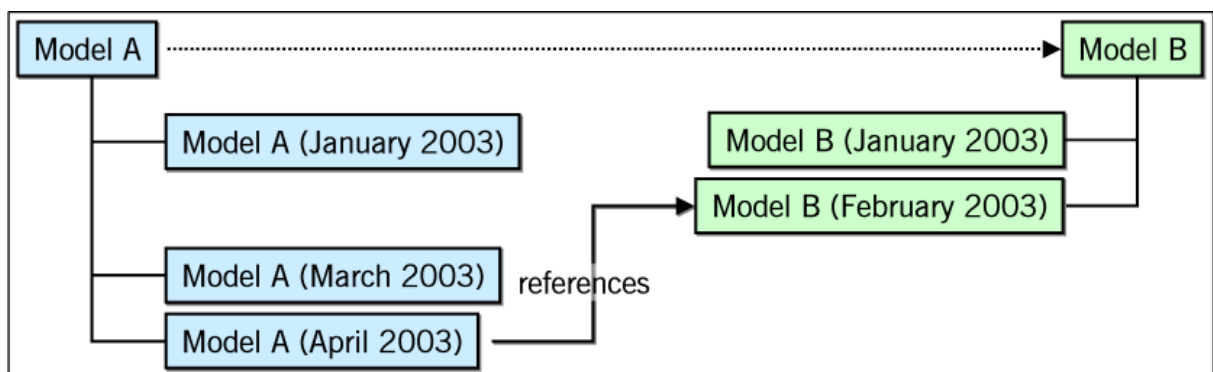 Model A
Model B
Model A (January 2003)
Model B (January 2003)
Model B (February 2003)
Model A (March 2003)
references
Model A (April 2003)